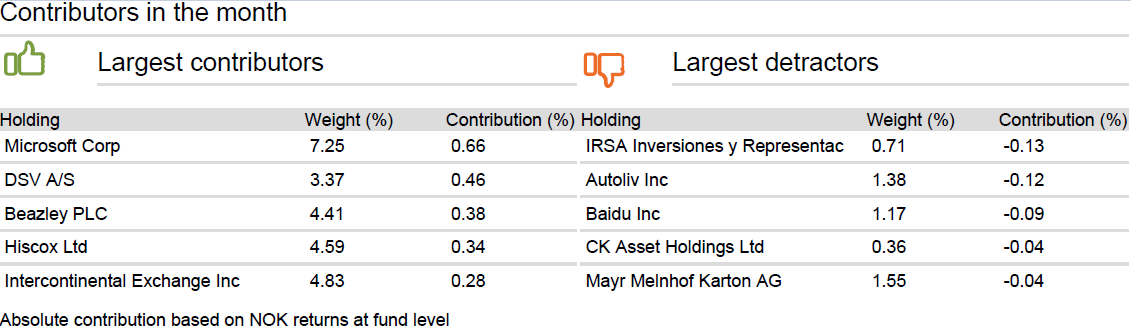 Contributors in the month
Largest contributors
Largest detractors
Holding Weight (%) Contribution (%) Holding Weight (%) Contribution (%)
Microsoft Corp 7.25 0.66 IRSA Inversiones y Representac 0.71 -0.13
DSV A/S 3.37 0.46 Autoliv Inc 1.38 -0.12
Beazley PLC 4.41 0.38 Baidu Inc 1.17 -0.09
Hiscox Ltd 4.59 0.34 CK Asset Holdings Ltd 0.36 -0.04
Intercontinental Exchange Inc 4.83 0.28 Mayr Melnhof Karton AG 1.55 -0.04
Absolute contribution based on NOK returns at fund level